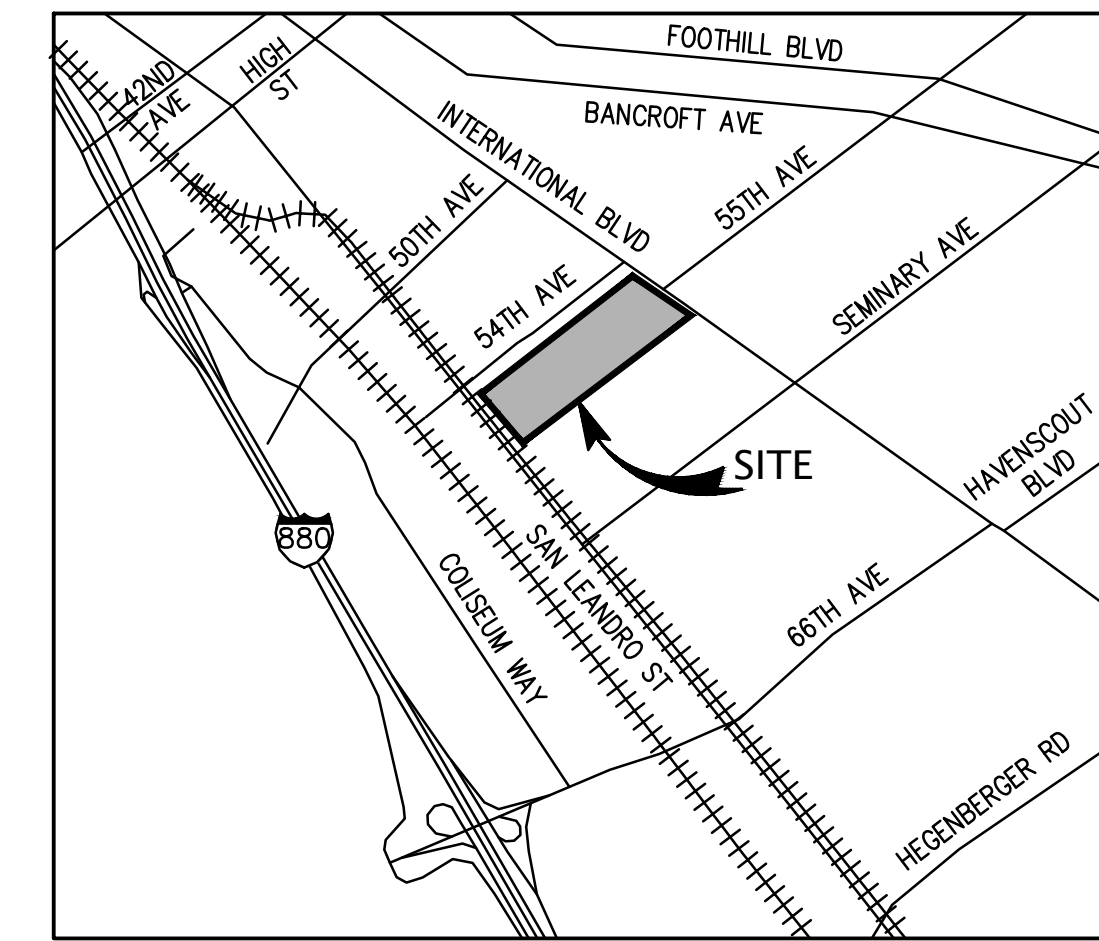 FOOTHILL BLVD
BANCROFT AVE
42ND
AVE
HIGH
ST
INTERNATIONAL BLVD
55TH AVE
50TH AVE
SEMINARY AVE
54TH AVE
HAVENSCOURT
BLVD
SITE
880
SAN LEANDRO ST
COLISEUM WAY
66TH AVE
HEGENBERGER RD